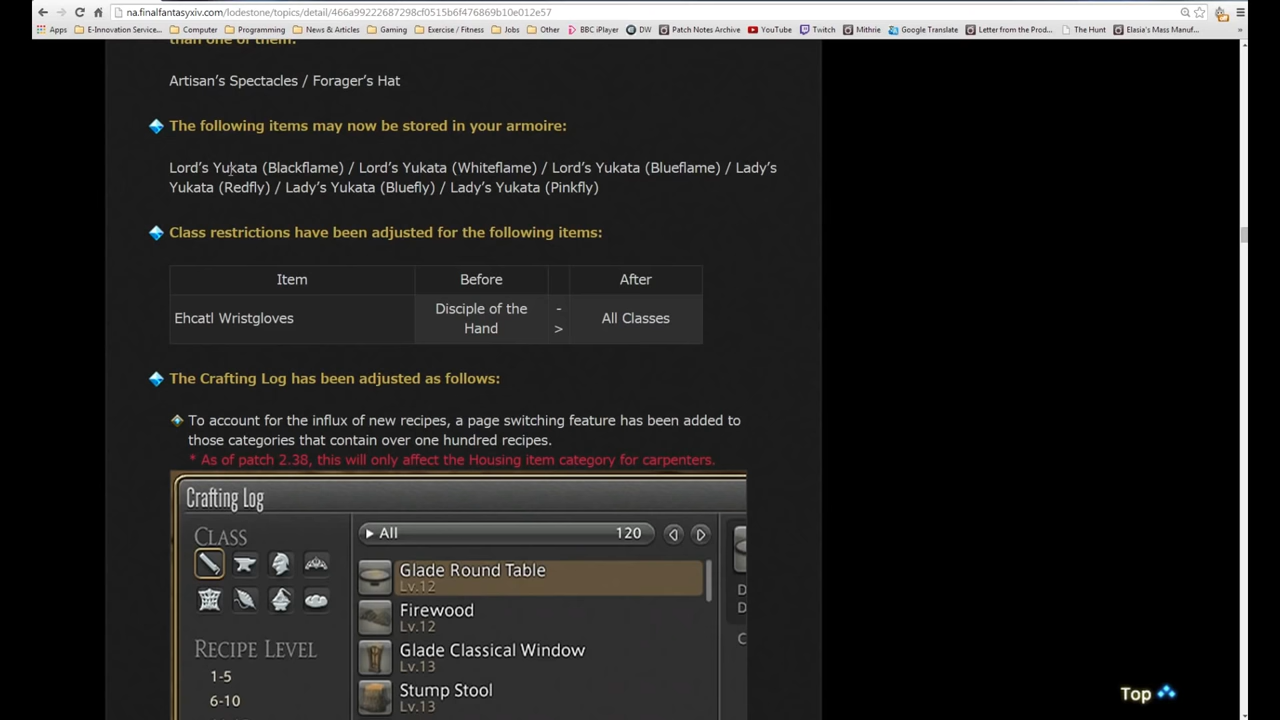 na.finalfantasyxiv.com/lodestone/topics/detail/466a99222687298cf0515b6f476869b10e012e57
Apps E-Innovation Service... Computer Programming News & Articles Gaming Exercise / Fitness Jobs Other BBC iPlayer DW Patch Notes Archive Mithrie YouTube Twitch Letter from the Prod... Google Translate The Hunt Elasia's Mass Manuf... »
than one of them:
Artisan's Spectacles / Forager's Hat
The following items may now be stored in your armoire:
Lord's Yukata (Blackflame) / Lord's Yukata (Whiteflame) / Lord's Yukata (Blueflame) / Lady's
Yukata (Redfly) / Lady's Yukata (Bluefly) / Lady's Yukata (Pinkfly)
Class restrictions have been adjusted for the following items:
Item Before After
Ehcatl Wristgloves Disciple of the Hand -> All Classes
The Crafting Log has been adjusted as follows:
To account for the influx of new recipes, a page switching feature has been added to
those categories that contain over one hundred recipes.
* As of patch 2.38, this will only affect the Housing item category for carpenters.
Crafting Log
CLASS
All 120
Glade Round Table
Lv.12
Firewood
Lv.12
Glade Classical Window
Lv.13
Stump Stool
Lv.13
RECIPE LEVEL
1-5
6-10
Top